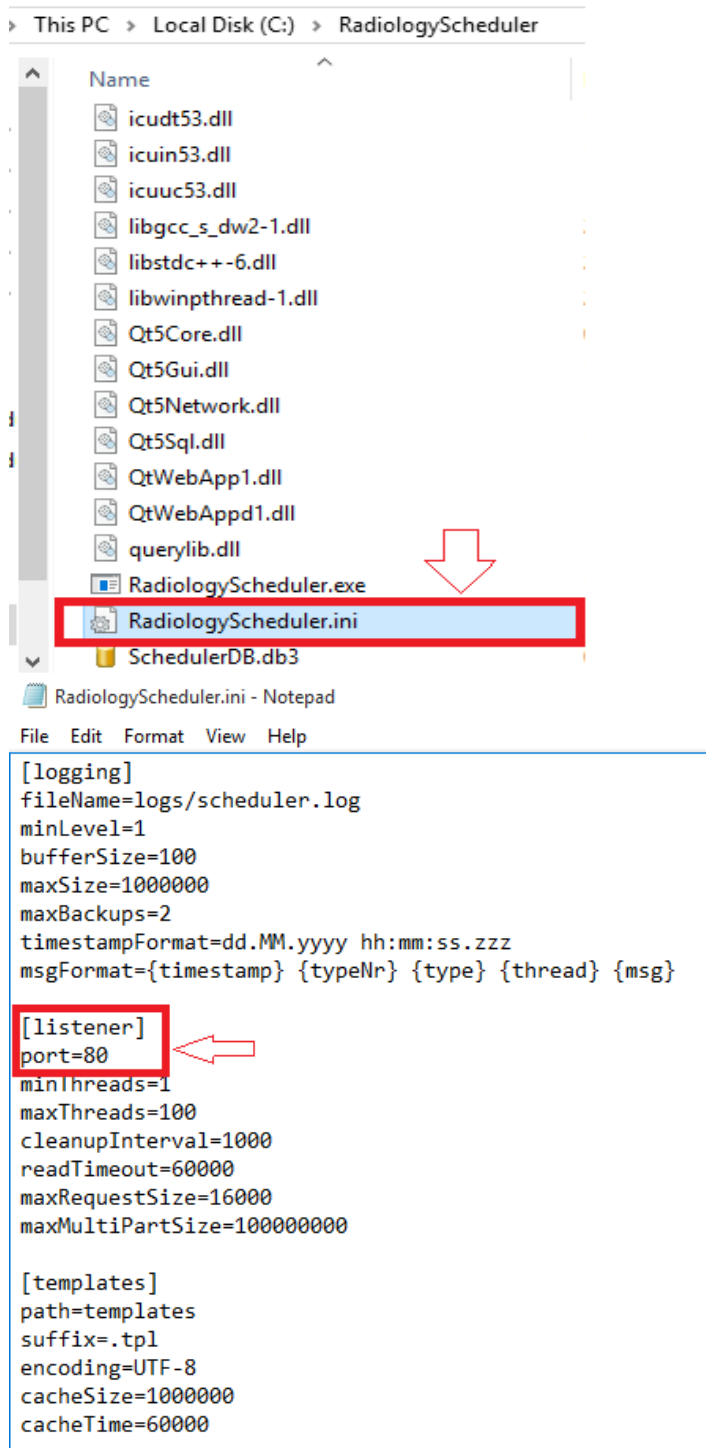 This PC > Local Disk (C:) > RadiologyScheduler
Name
icudt53.dll
icuin53.dll
icuuc53.dll
libgcc_s_dw2-1.dll
libstdc++-6.dll
libwinpthread-1.dll
Qt5Core.dll
Qt5Gui.dll
Qt5Network.dll
Qt5Sql.dll
QtWebApp1.dll
QtWebAppd1.dll
querylib.dll
RadiologyScheduler.exe
RadiologyScheduler.ini
SchedulerDB.db3
RadiologyScheduler.ini - Notepad
File Edit Format View Help
[logging]
fileName=logs/scheduler.log
minLevel=1
bufferSize=100
maxSize=1000000
maxBackups=2
timestampFormat=dd.MM.yyyy hh:mm:ss.zzz
msgFormat={timestamp} {typeNr} {type} {thread} {msg}
[listener]
port=80
minThreads=1
maxThreads=100
cleanupInterval=1000
readTimeout=60000
maxRequestSize=16000
maxMultiPartSize=100000000
[templates]
path=templates
suffix=.tpl
encoding=UTF-8
cacheSize=1000000
cacheTime=60000